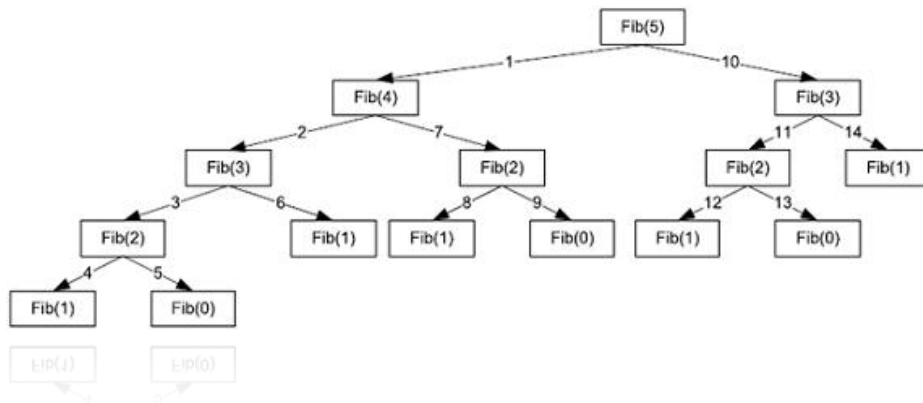 Fib(5)
1 10
Fib(4) Fib(3)
2 7 11 14
Fib(3) Fib(2) Fib(2) Fib(1)
3 6 8 9 12 13
Fib(2) Fib(1) Fib(1) Fib(0) Fib(1) Fib(0)
4 5
Fib(1) Fib(0)